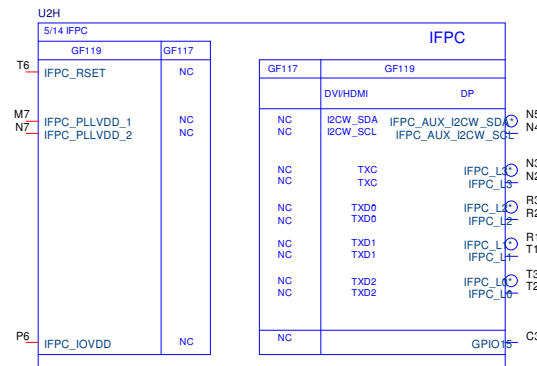 U2H
5/14 IFPC
IFPC
GF119 GF117
GF117 GF119
DVI/HDMI DP
T6 IFPC_RSET NC
M7 IFPC_PLLVDD_1 NC
N7 IFPC_PLLVDD_2 NC
P6 IFPC_IOVDD NC
NC I2CW_SDA IFPC_AUX_I2CW_SDA* N5
NC I2CW_SCL IFPC_AUX_I2CW_SCL N4
NC TXC IFPC_L3* N3
NC TXC IFPC_L3 N2
NC TXD0 IFPC_L2* R3
NC TXD0 IFPC_L2 R2
NC TXD1 IFPC_L1* R1
NC TXD1 IFPC_L1 T1
NC TXD2 IFPC_L0* T3
NC TXD2 IFPC_L0 T2
NC GPIO15 C3